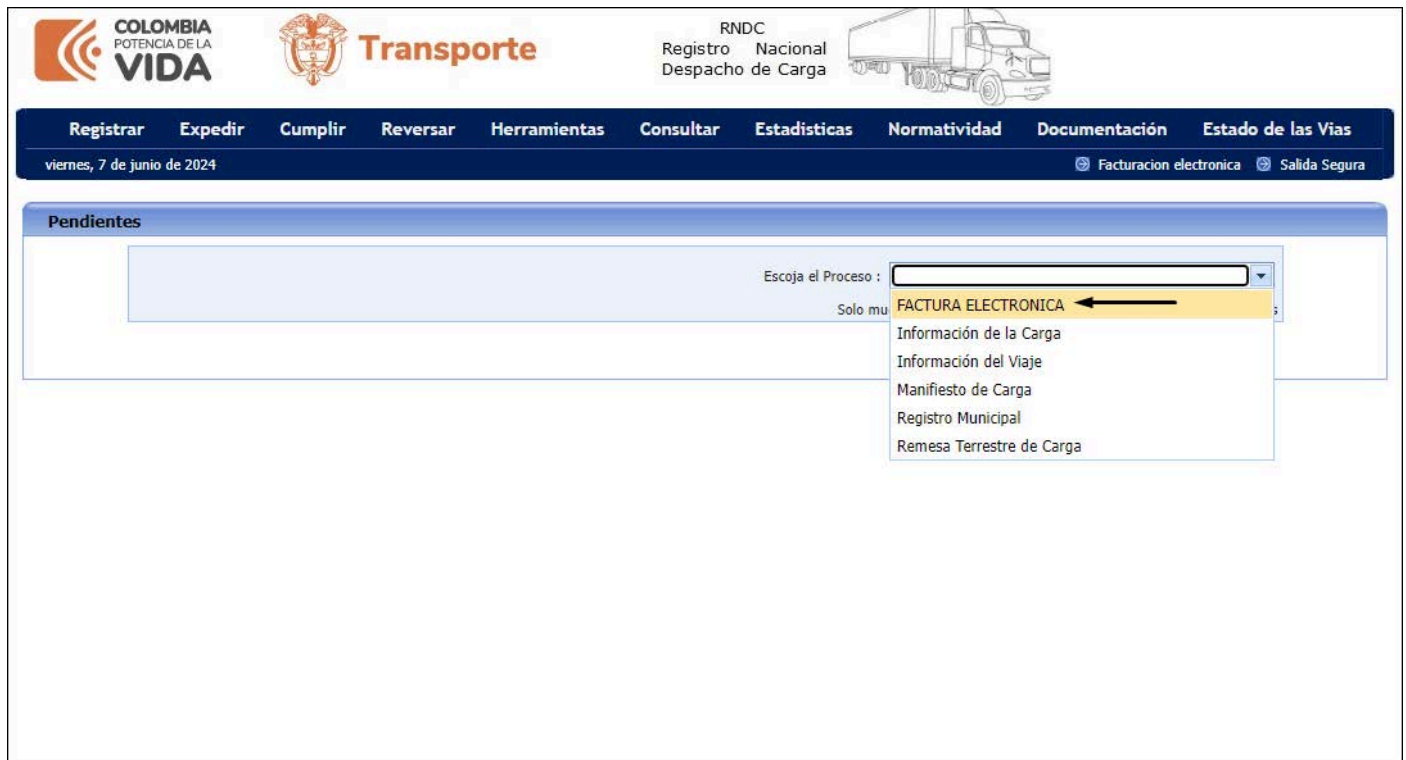 COLOMBIA
POTENCIA DE LA
VIDA
Transporte
RNDC
Registro Nacional
Despacho de Carga
Registrar Expedir Cumplir Reversar Herramientas Consultar Estadisticas Normatividad Documentación Estado de las Vias
viernes, 7 de junio de 2024 Facturacion electronica Salida Segura
Pendientes
Escoja el Proceso :
Solo
FACTURA ELECTRONICA
Información de la Carga
Información del Viaje
Manifiesto de Carga
Registro Municipal
Remesa Terrestre de Carga